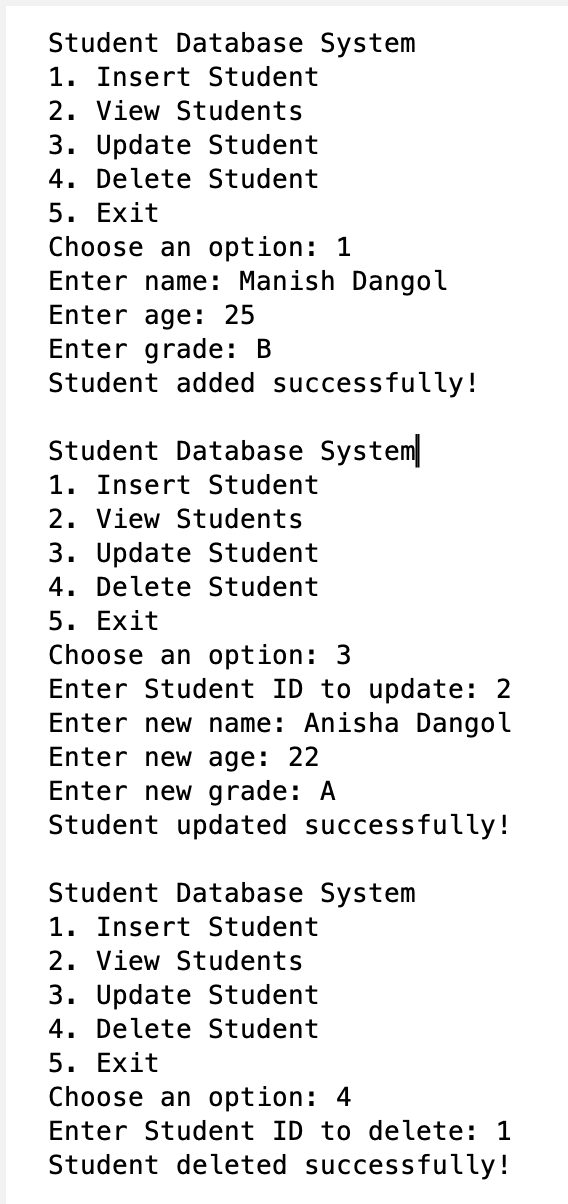 Student Database System
1. Insert Student
2. View Students
3. Update Student
4. Delete Student
5. Exit
Choose an option: 1
Enter name: Manish Dangol
Enter age: 25
Enter grade: B
Student added successfully!

Student Database System
1. Insert Student
2. View Students
3. Update Student
4. Delete Student
5. Exit
Choose an option: 3
Enter Student ID to update: 2
Enter new name: Anisha Dangol
Enter new age: 22
Enter new grade: A
Student updated successfully!

Student Database System
1. Insert Student
2. View Students
3. Update Student
4. Delete Student
5. Exit
Choose an option: 4
Enter Student ID to delete: 1
Student deleted successfully!